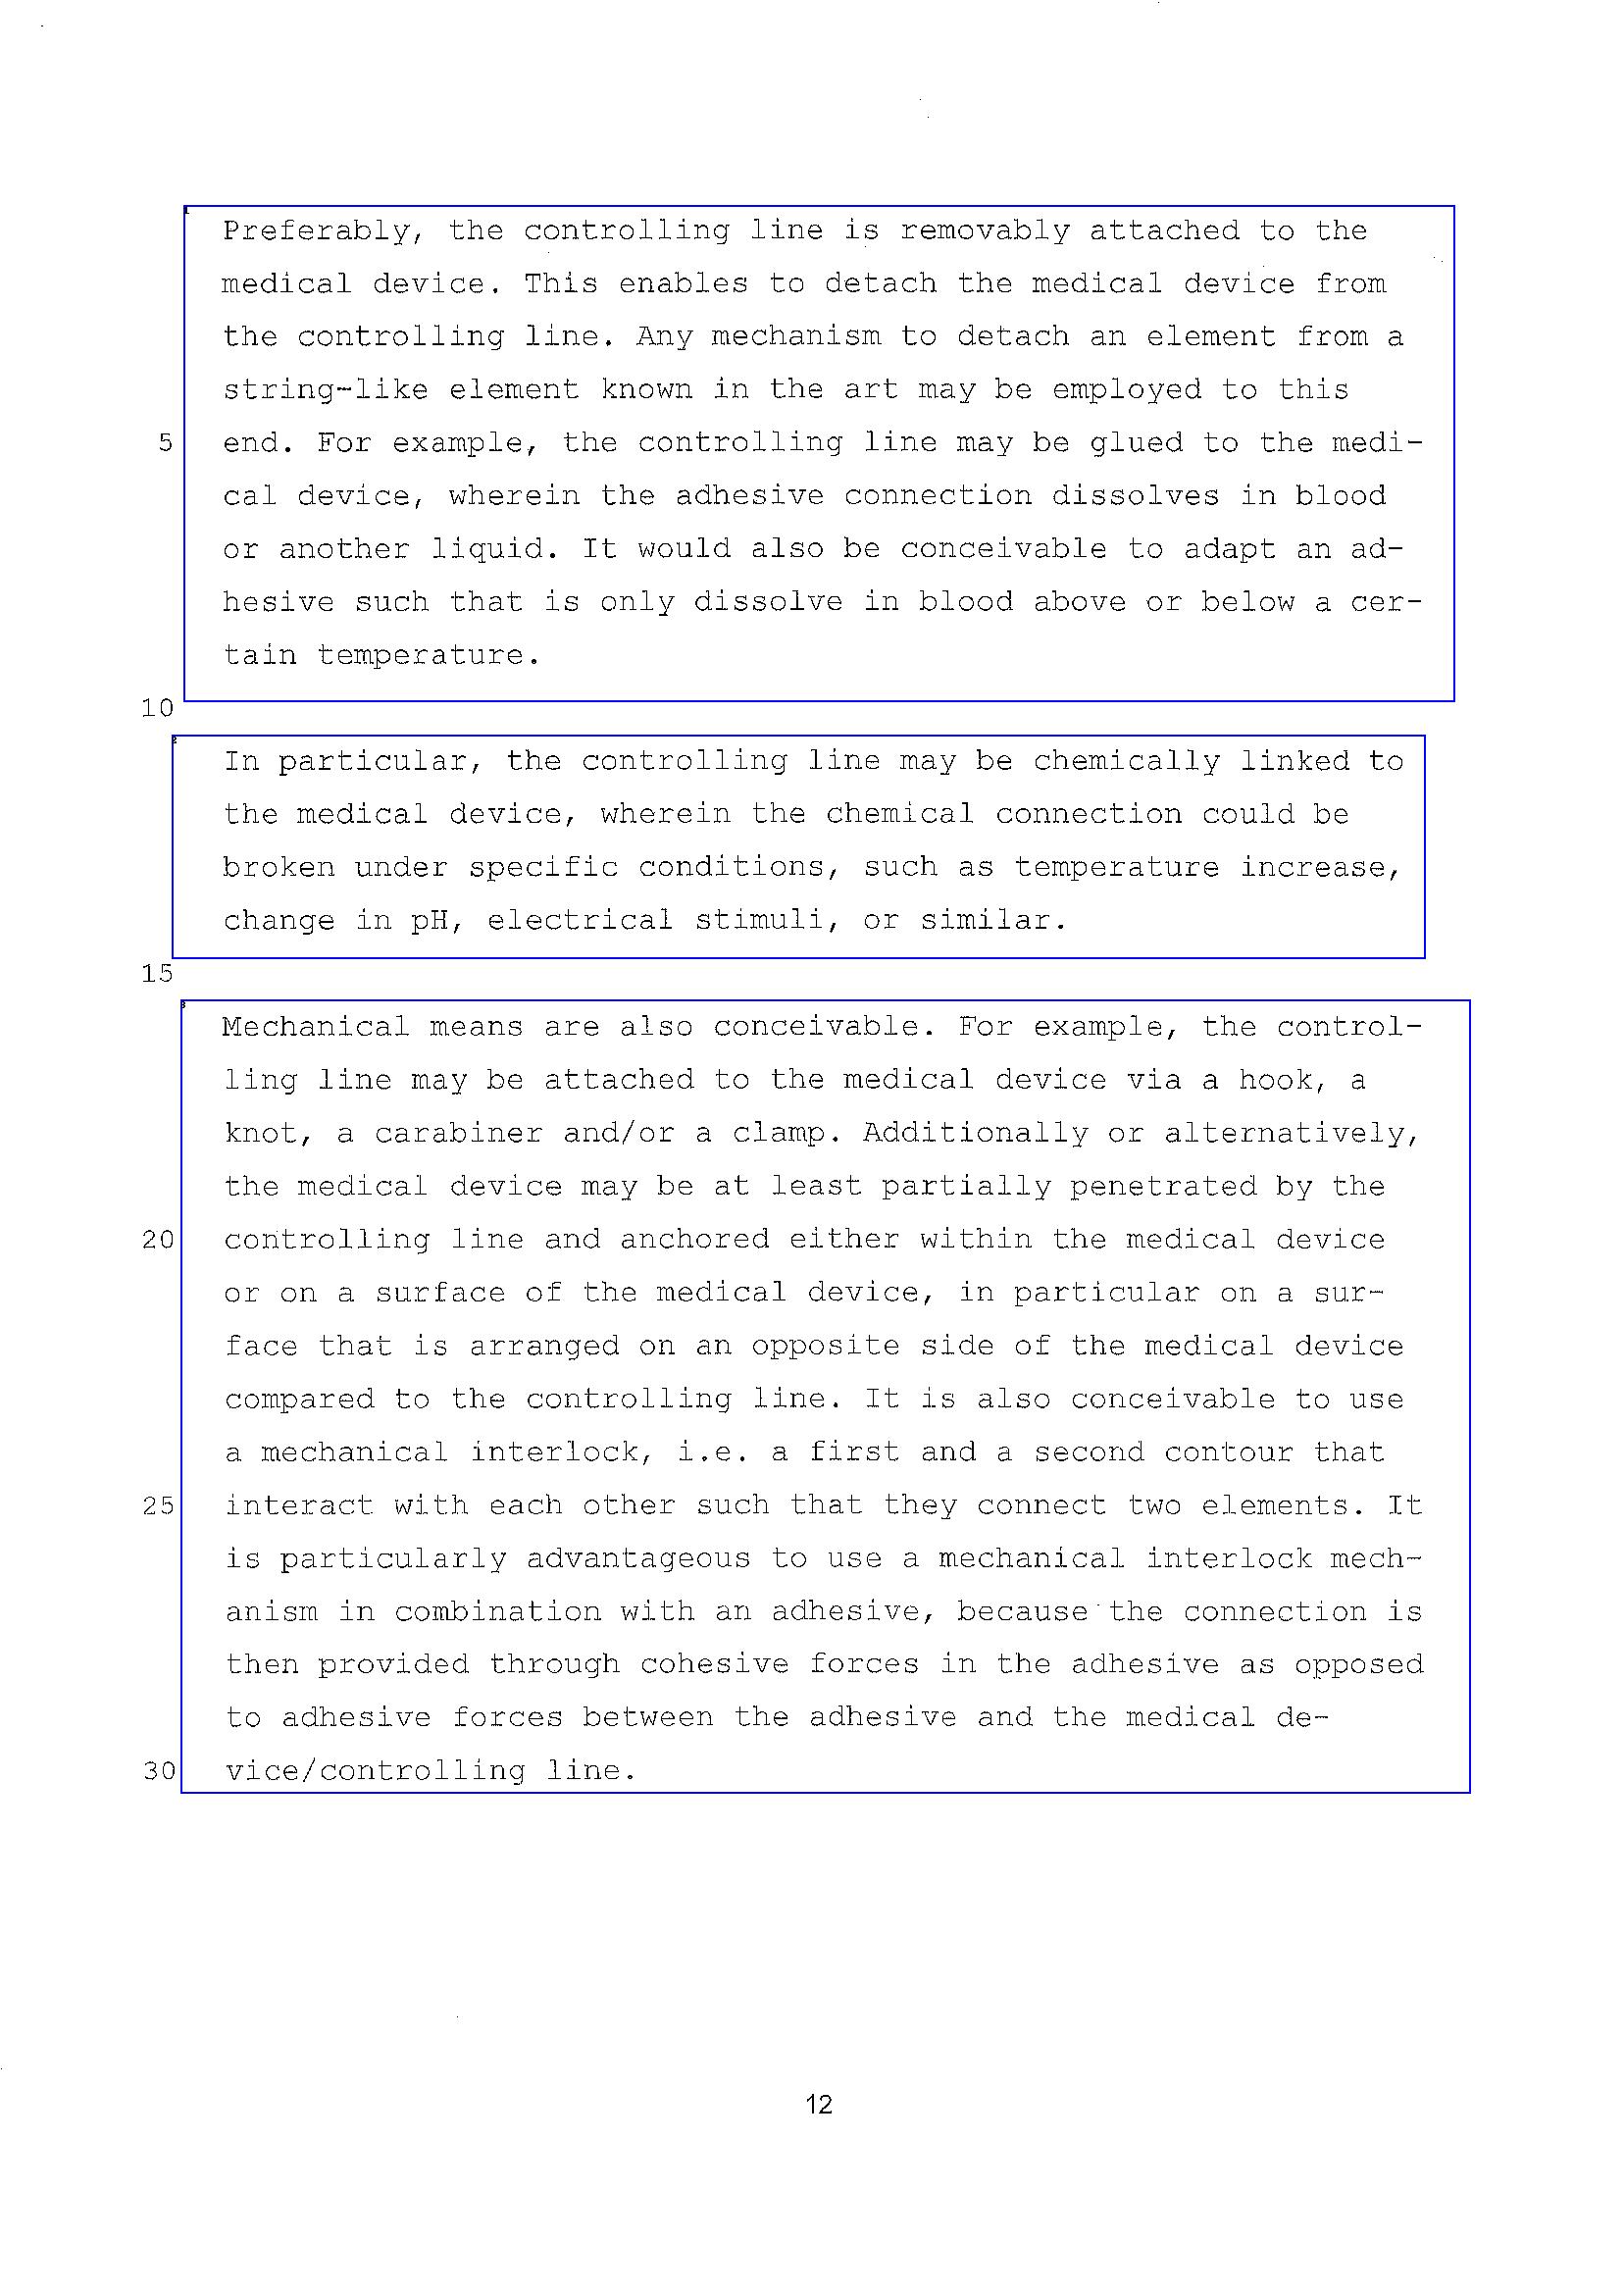 Preferably, the controlling line is removably attached to the
medical device. This enables to detach the medical device from
the controlling line. Any mechanism to detach an element from a
string-like element known in the art may be employed to this
5 end. For example, the controlling line may be glued to the medi-
cal device, wherein the adhesive connection dissolves in blood
or another liquid. It would also be conceivable to adapt an ad-
hesive such that is only dissolve in blood above or below a cer-
tain temperature.
10
In particular, the controlling line may be chemically linked to
the medical device, wherein the chemical connection could be
broken under specific conditions, such as temperature increase,
change in pH, electrical stimuli, or similar.
15
Mechanical means are also conceivable. For example, the control-
ling line may be attached to the medical device via a hook, a
knot, a carabiner and/or a clamp. Additionally or alternatively,
the medical device may be at least partially penetrated by the
20 controlling line and anchored either within the medical device
or on a surface of the medical device, in particular on a sur-
face that is arranged on an opposite side of the medical device
compared to the controlling line. It is also conceivable to use
a mechanical interlock, i.e. a first and a second contour that
25 interact with each other such that they connect two elements. It
is particularly advantageous to use a mechanical interlock mech-
anism in combination with an adhesive, because the connection is
then provided through cohesive forces in the adhesive as opposed
to adhesive forces between the adhesive and the medical de-
30 vice/controlling line.
12